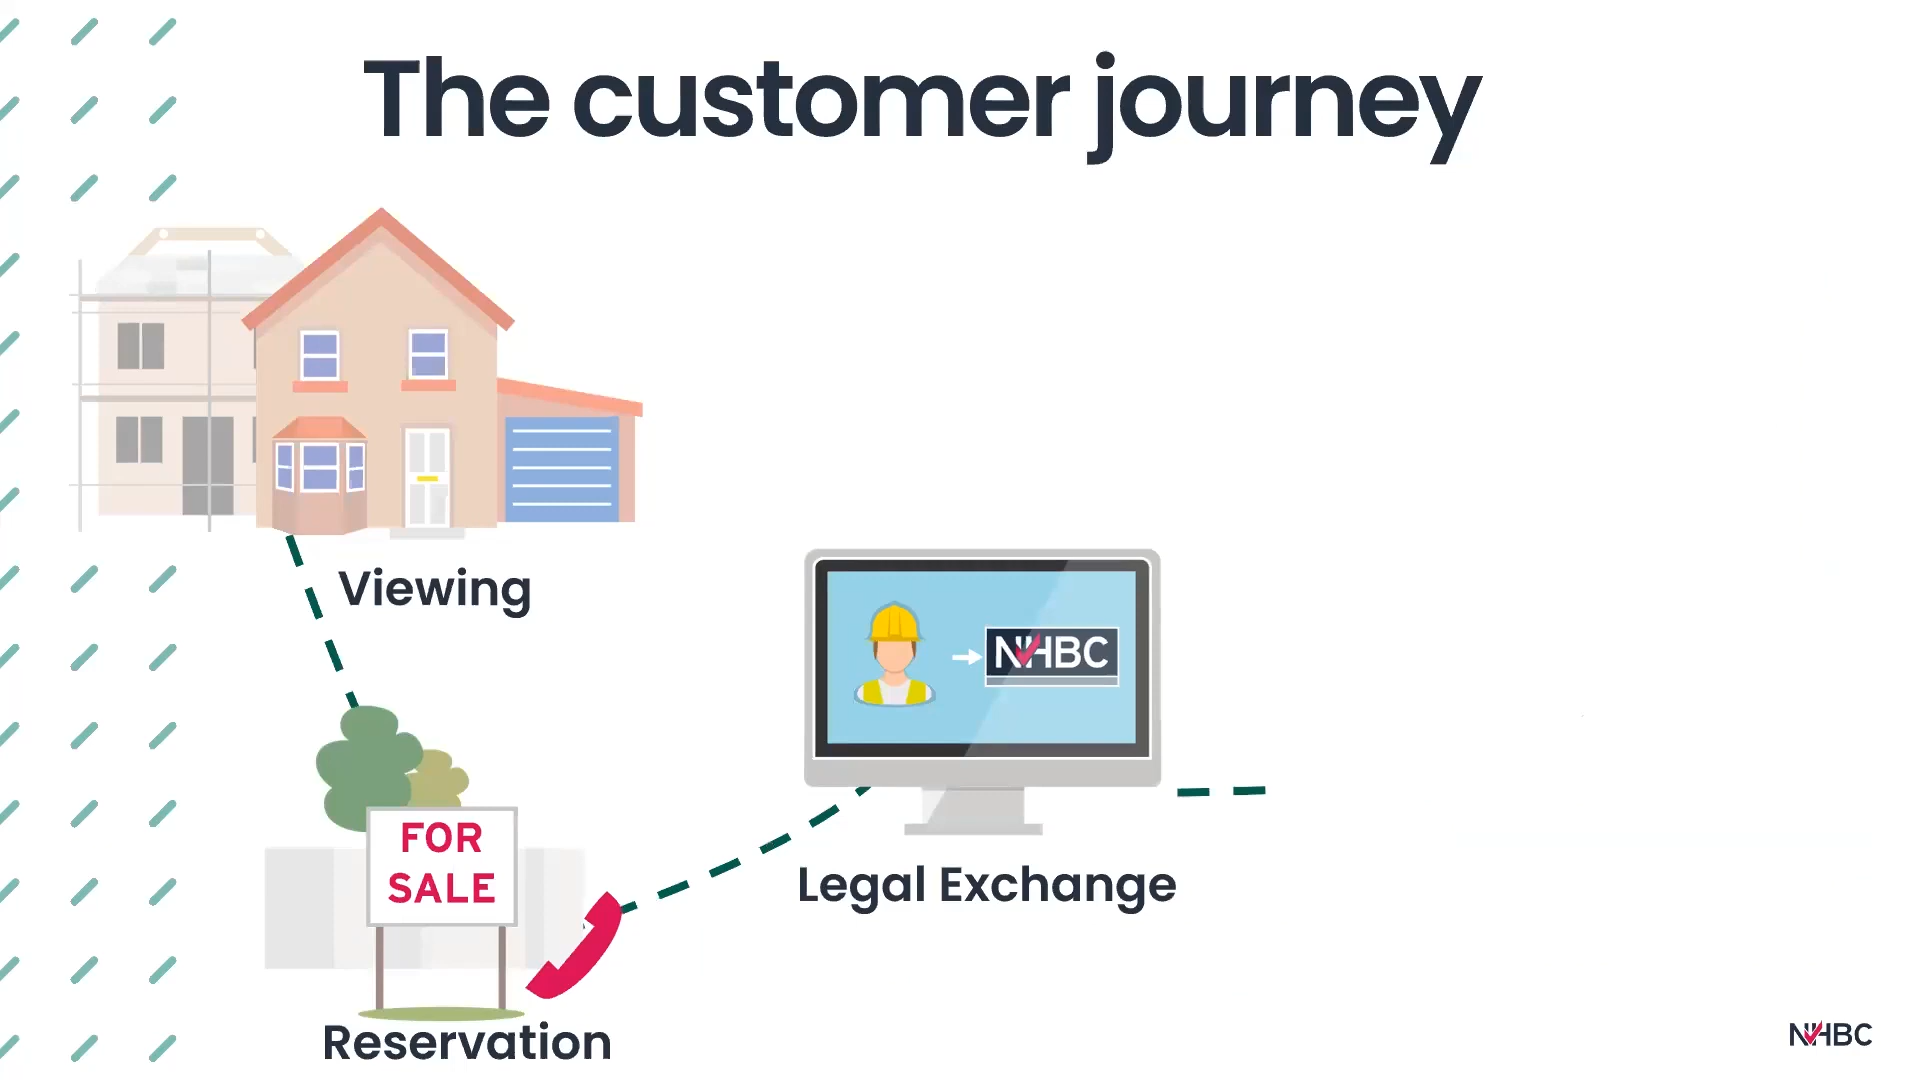 The customer journey
Viewing
NHBC
FOR
SALE
Legal Exchange
Reservation
NHBC